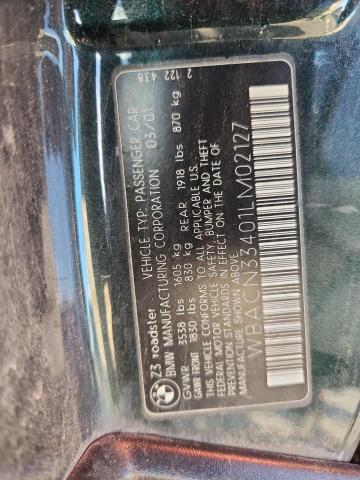 Z3 roadster
VEHICLE TYP: PASSENGER CAR
BMW MANUFACTURING CORPORATION 03/01
GVWR 3538 lbs 1605 kg REAR 1918 lbs 870 kg
GAWR FRONT 1830 lbs 830 kg
THIS VEHICLE CONFORMS TO ALL APPLICABLE U.S.
FEDERAL MOTOR VEHICLE SAFETY, BUMPER AND THEFT
PREVENTION STANDARDS IN EFFECT ON THE DATE OF
MANUFACTURE SHOWN ABOVE
WBACN33401LM02127
2 122 438